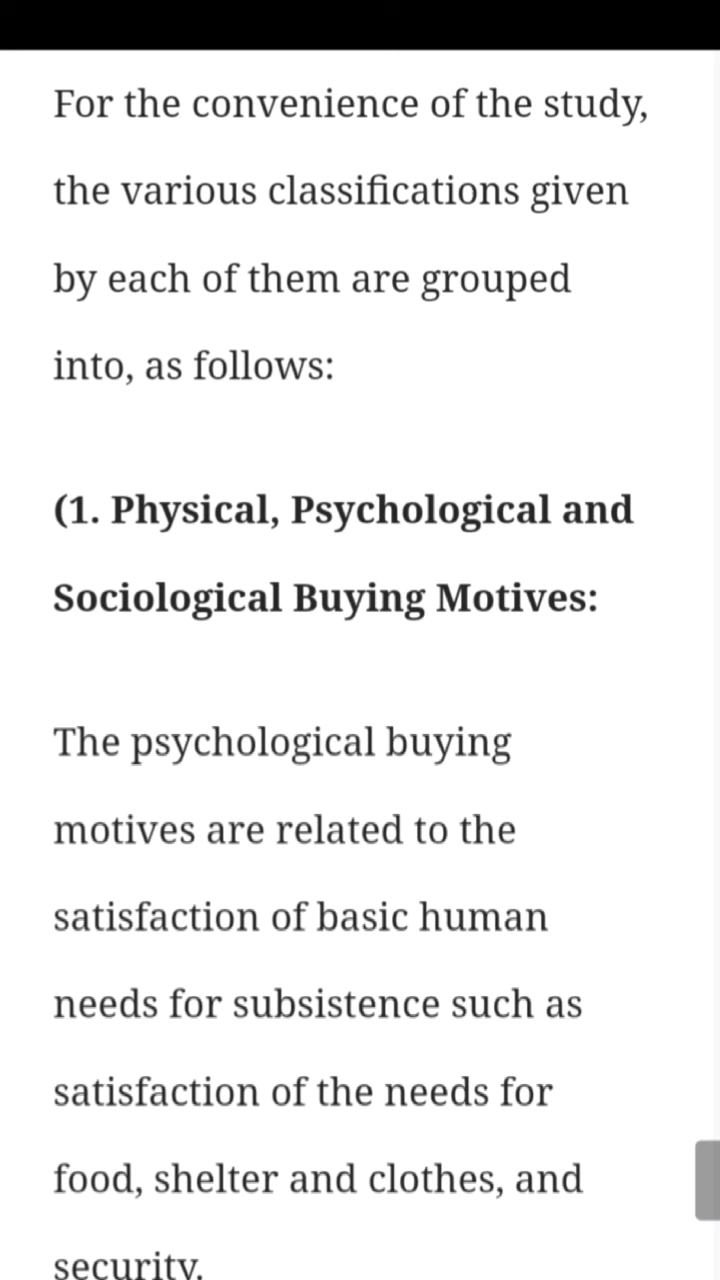 For the convenience of the study,
the various classifications given
by each of them are grouped
into, as follows:
(1. Physical, Psychological and
Sociological Buying Motives:
The psychological buying
motives are related to the
satisfaction of basic human
needs for subsistence such as
satisfaction of the needs for
food, shelter and clothes, and
security.